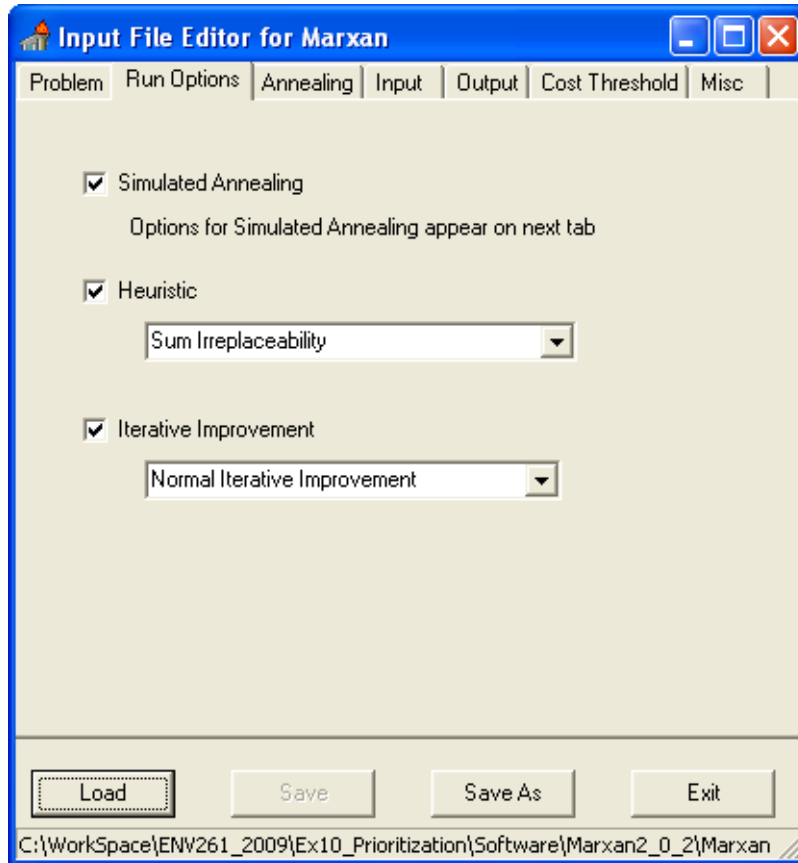 Input File Editor for Marxan
Problem Run Options Annealing Input Output Cost Threshold Misc
Simulated Annealing
Options for Simulated Annealing appear on next tab
Heuristic
Sum Irreplaceability
Iterative Improvement
Normal Iterative Improvement
Load Save Save As Exit
C:\WorkSpace\ENV261_2009\Ex10_Prioritization\Software\Marxan2_0_2\Marxan